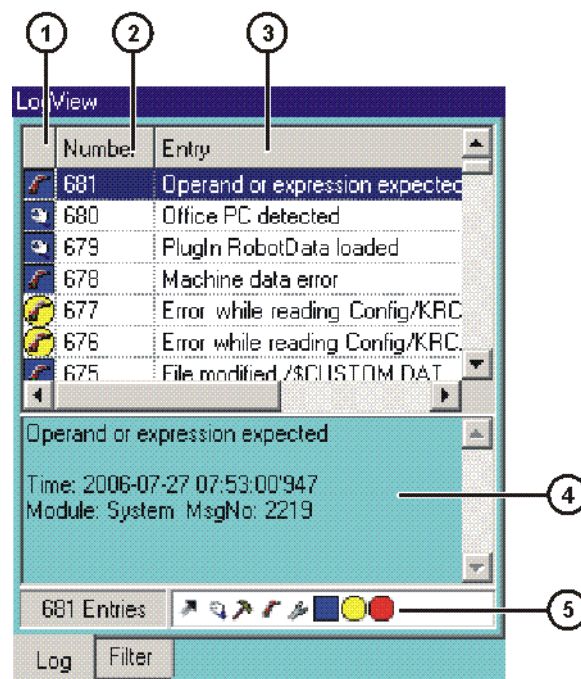 1 2 3
LogView
Number Entry
681 Operand or expression expected
680 Office PC detected
679 PlugIn RobotData loaded
678 Machine data error
677 Error while reading Config/KRC
676 Error while reading Config/KRC.
675 File modified /$CUSTOM.DAT
Operand or expression expected
Time: 2006-07-27 07:53:00'947
Module: System MsgNo: 2219
4
681 Entries
5
Log Filter